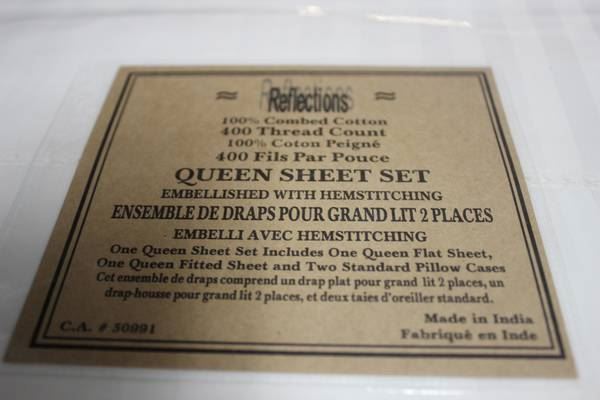 ≈ Reflections ≈
100% Combed Cotton
400 Thread Count
100% Coton Peigné
400 Fils Par Pouce
QUEEN SHEET SET
EMBELLISHED WITH HEMSTITCHING
ENSEMBLE DE DRAPS POUR GRAND LIT 2 PLACES
EMBELLI AVEC HEMSTITCHING
One Queen Sheet Set Includes One Queen Flat Sheet,
One Queen Fitted Sheet and Two Standard Pillow Cases
Cet ensemble de draps comprend un drap plat pour grand lit 2 places, un
drap-housse pour grand lit 2 places, et deux taies d'oreiller standard.
C.A. # 50991
Made in India
Fabriqué en Inde